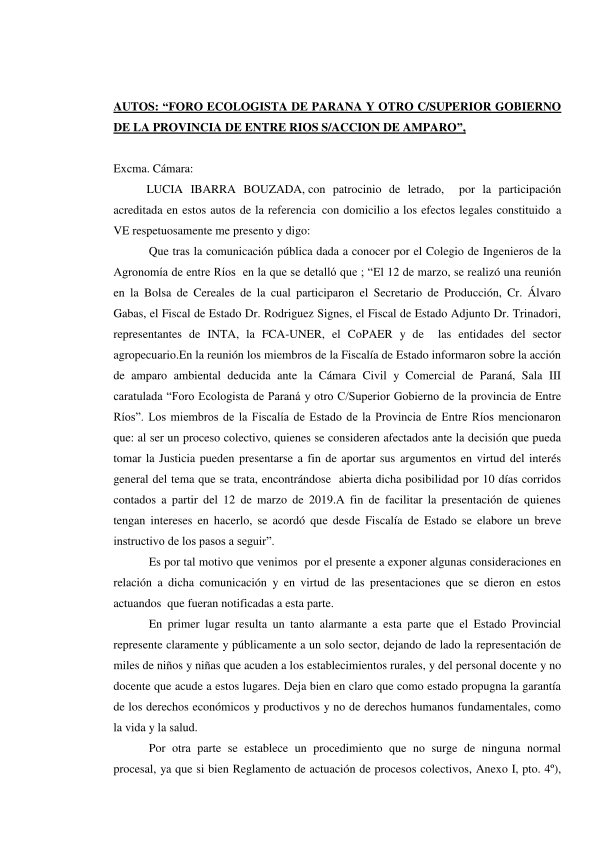 AUTOS: “FORO ECOLOGISTA DE PARANA Y OTRO C/SUPERIOR GOBIERNO
DE LA PROVINCIA DE ENTRE RIOS S/ACCION DE AMPARO”,
Excma. Cámara:
LUCIA IBARRA BOUZADA, con patrocinio de letrado, por la participación
acreditada en estos autos de la referencia con domicilio a los efectos legales constituido a
VE respetuosamente me presento y digo:
Que tras la comunicación pública dada a conocer por el Colegio de Ingenieros de la
Agronomía de entre Ríos en la que se detalló que ; “El 12 de marzo, se realizó una reunión
en la Bolsa de Cereales de la cual participaron el Secretario de Producción, Cr. Álvaro
Gabas, el Fiscal de Estado Dr. Rodriguez Signes, el Fiscal de Estado Adjunto Dr. Trinadori,
representantes de INTA, la FCA-UNER, el CoPAER y de las entidades del sector
agropecuario.En la reunión los miembros de la Fiscalía de Estado informaron sobre la acción
de amparo ambiental deducida ante la Cámara Civil y Comercial de Paraná, Sala III
caratulada “Foro Ecologista de Paraná y otro C/Superior Gobierno de la provincia de Entre
Ríos”. Los miembros de la Fiscalía de Estado de la Provincia de Entre Ríos mencionaron
que: al ser un proceso colectivo, quienes se consideren afectados ante la decisión que pueda
tomar la Justicia pueden presentarse a fin de aportar sus argumentos en virtud del interés
general del tema que se trata, encontrándose abierta dicha posibilidad por 10 días corridos
contados a partir del 12 de marzo de 2019.A fin de facilitar la presentación de quienes
tengan intereses en hacerlo, se acordó que desde Fiscalía de Estado se elabore un breve
instructivo de los pasos a seguir”.
Es por tal motivo que venimos por el presente a exponer algunas consideraciones en
relación a dicha comunicación y en virtud de las presentaciones que se dieron en estos
actuandos que fueran notificadas a esta parte.
En primer lugar resulta un tanto alarmante a esta parte que el Estado Provincial
represente claramente y públicamente a un solo sector, dejando de lado la representación de
miles de niños y niñas que acuden a los establecimientos rurales, y del personal docente y no
docente que acude a estos lugares. Deja bien en claro que como estado propugna la garantía
de los derechos económicos y productivos y no de derechos humanos fundamentales, como
la vida y la salud.
Por otra parte se establece un procedimiento que no surge de ninguna normal
procesal, ya que si bien Reglamento de actuación de procesos colectivos, Anexo I, pto. 4º),